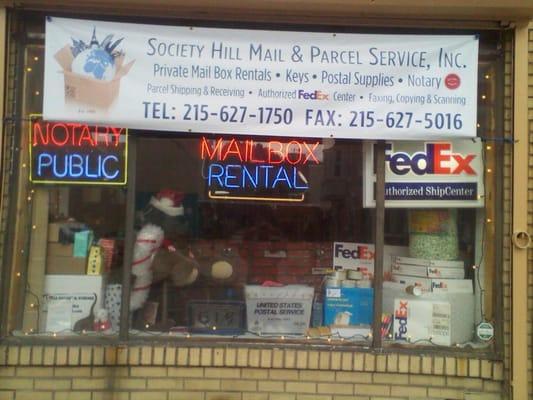 SOCIETY HILL MAIL & PARCEL SERVICE, INC.
Private Mail Box Rentals • Keys • Postal Supplies • Notary
Parcel Shipping & Receiving • Authorized FedEx Center • Faxing, Copying & Scanning
TEL: 215-627-1750 FAX: 215-627-5016
NOTARY
PUBLIC
MAILBOX
RENTAL
FedEx
Authorized ShipCenter
FedEx
UNITED STATES
POSTAL SERVICE
FedEx